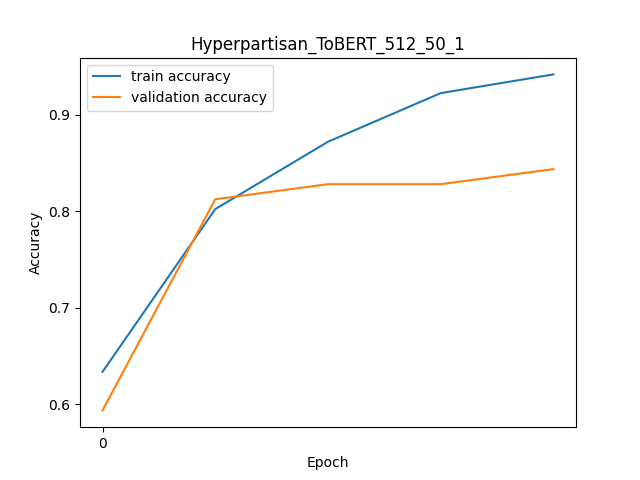 Hyperpartisan_ToBERT_512_50_1
train accuracy
validation accuracy
0.9
0.8
0.7
0.6
Accuracy
0
Epoch